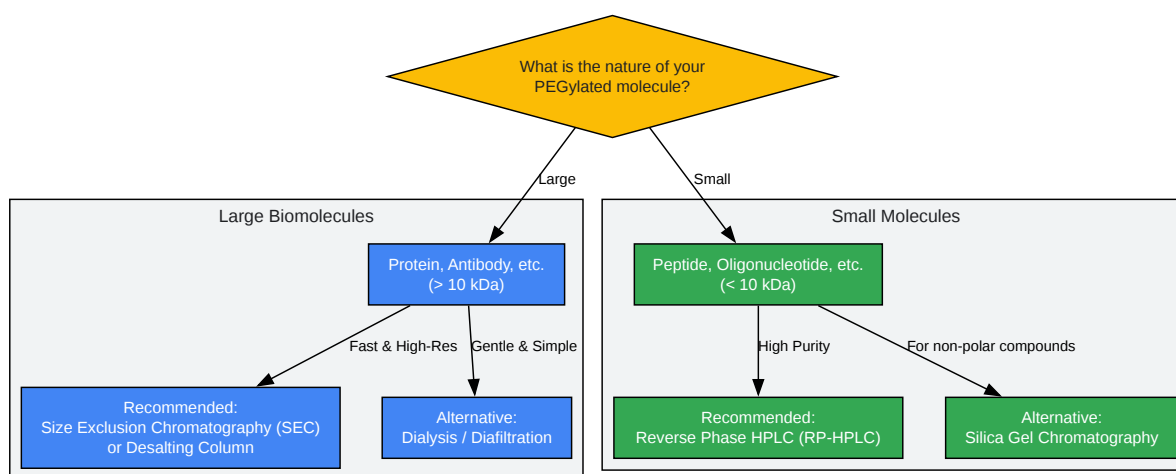 What is the nature of your
PEGylated molecule?
Large
Small
Large Biomolecules
Small Molecules
Protein, Antibody, etc.
(> 10 kDa)
Peptide, Oligonucleotide, etc.
(< 10 kDa)
Fast & High-Res
Gentle & Simple
High Purity
For non-polar compounds
Recommended:
Size Exclusion Chromatography (SEC)
or Desalting Column
Alternative:
Dialysis / Diafiltration
Recommended:
Reverse Phase HPLC (RP-HPLC)
Alternative:
Silica Gel Chromatography